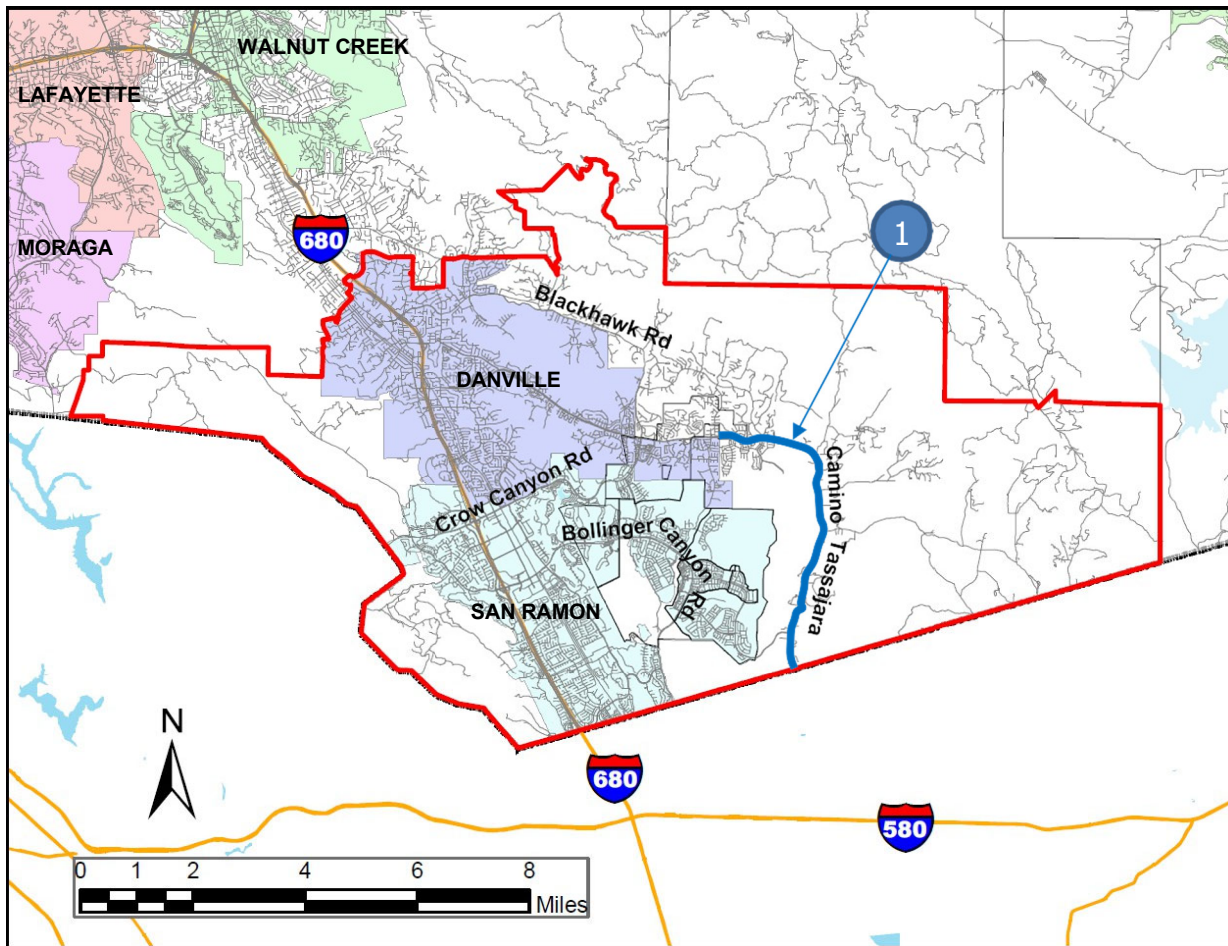 WALNUT CREEK
LAFAYETTE
MORAGA
680
1
Blackhawk Rd
DANVILLE
Crow Canyon Rd
Camino Tassajara
Bollinger Canyon Rd
SAN RAMON
N
680
580
0 1 2 4 6 8
Miles